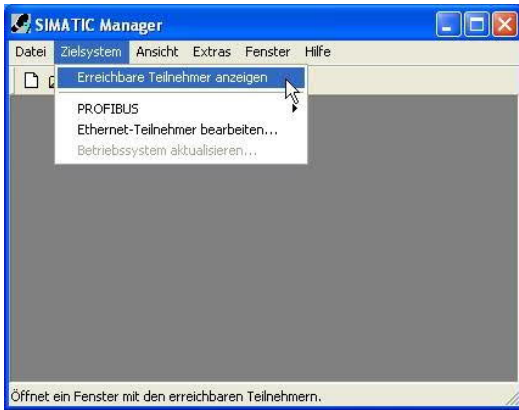 SIMATIC Manager
Datei Zielsystem Ansicht Extras Fenster Hilfe
Erreichbare Teilnehmer anzeigen
PROFIBUS
Ethernet-Teilnehmer bearbeiten...
Betriebssystem aktualisieren...
Öffnet ein Fenster mit den erreichbaren Teilnehmern.